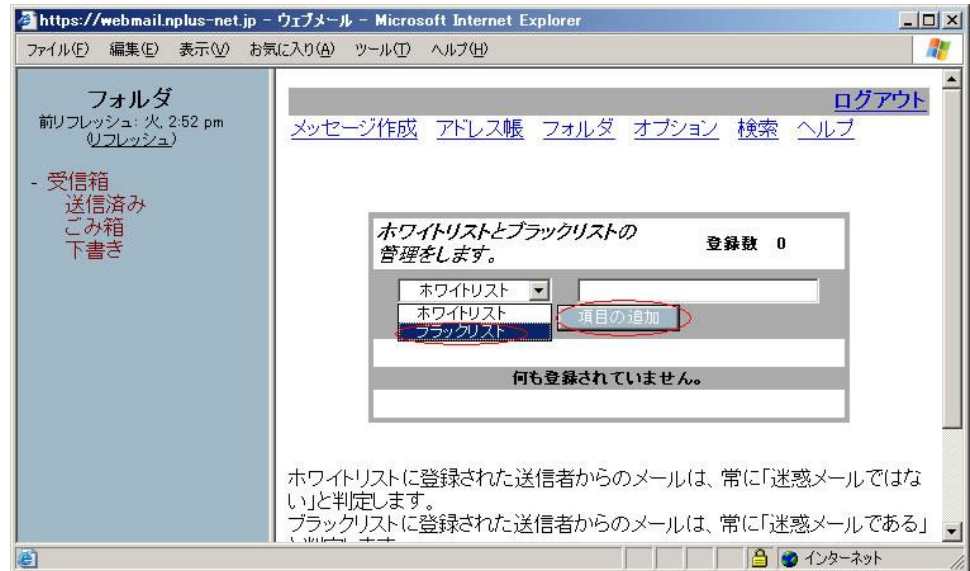 https://webmail.nplus-net.jp - ウェブメール - Microsoft Internet Explorer
ファイル(F) 編集(E) 表示(V) お気に入り(A) ツール(T) ヘルプ(H)
フォルダ
前リフレッシュ: 火, 2:52 pm
(リフレッシュ)
- 受信箱
送信済み
ごみ箱
下書き
ログアウト
メッセージ作成 アドレス帳 フォルダ オプション 検索 ヘルプ
ホワイトリストとブラックリストの
管理をします。
登録数 0
ホワイトリスト
ホワイトリスト
ブラックリスト
項目の追加
何も登録されていません。
ホワイトリストに登録された送信者からのメールは、常に「迷惑メールではな
い」と判定します。
ブラックリストに登録された送信者からのメールは、常に「迷惑メールである」
インターネット